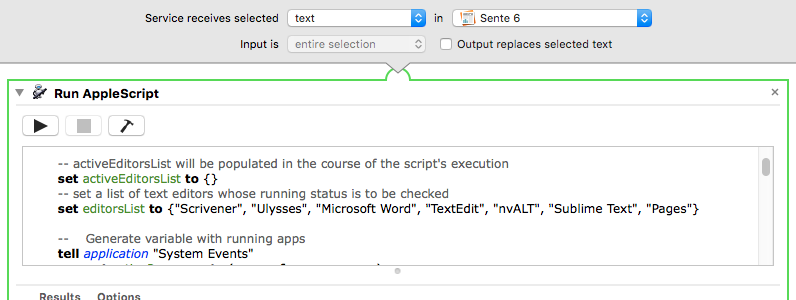 Service receives selected text in Sente 6
Input is entire selection Output replaces selected text
Run AppleScript
-- activeEditorsList will be populated in the course of the script's execution
set activeEditorsList to {}
-- set a list of text editors whose running status is to be checked
set editorsList to {"Scrivener", "Ulysses", "Microsoft Word", "TextEdit", "nvALT", "Sublime Text", "Pages"}
-- Generate variable with running apps
tell application "System Events"
Results Options